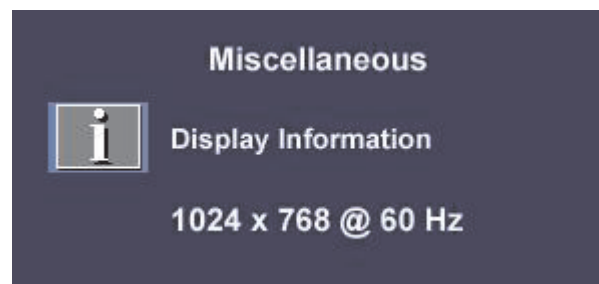 Miscellaneous
i
Display Information
1024 x 768 @ 60 Hz